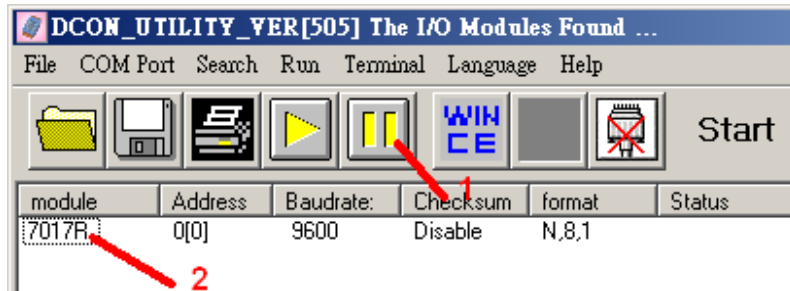 DCON_UTILITY_VER[505] The I/O Modules Found ...
File COM Port Search Run Terminal Language Help
WIN
CE
Start
1
module Address Baudrate: Checksum format Status
7017R 0[0] 9600 Disable N,8,1
2